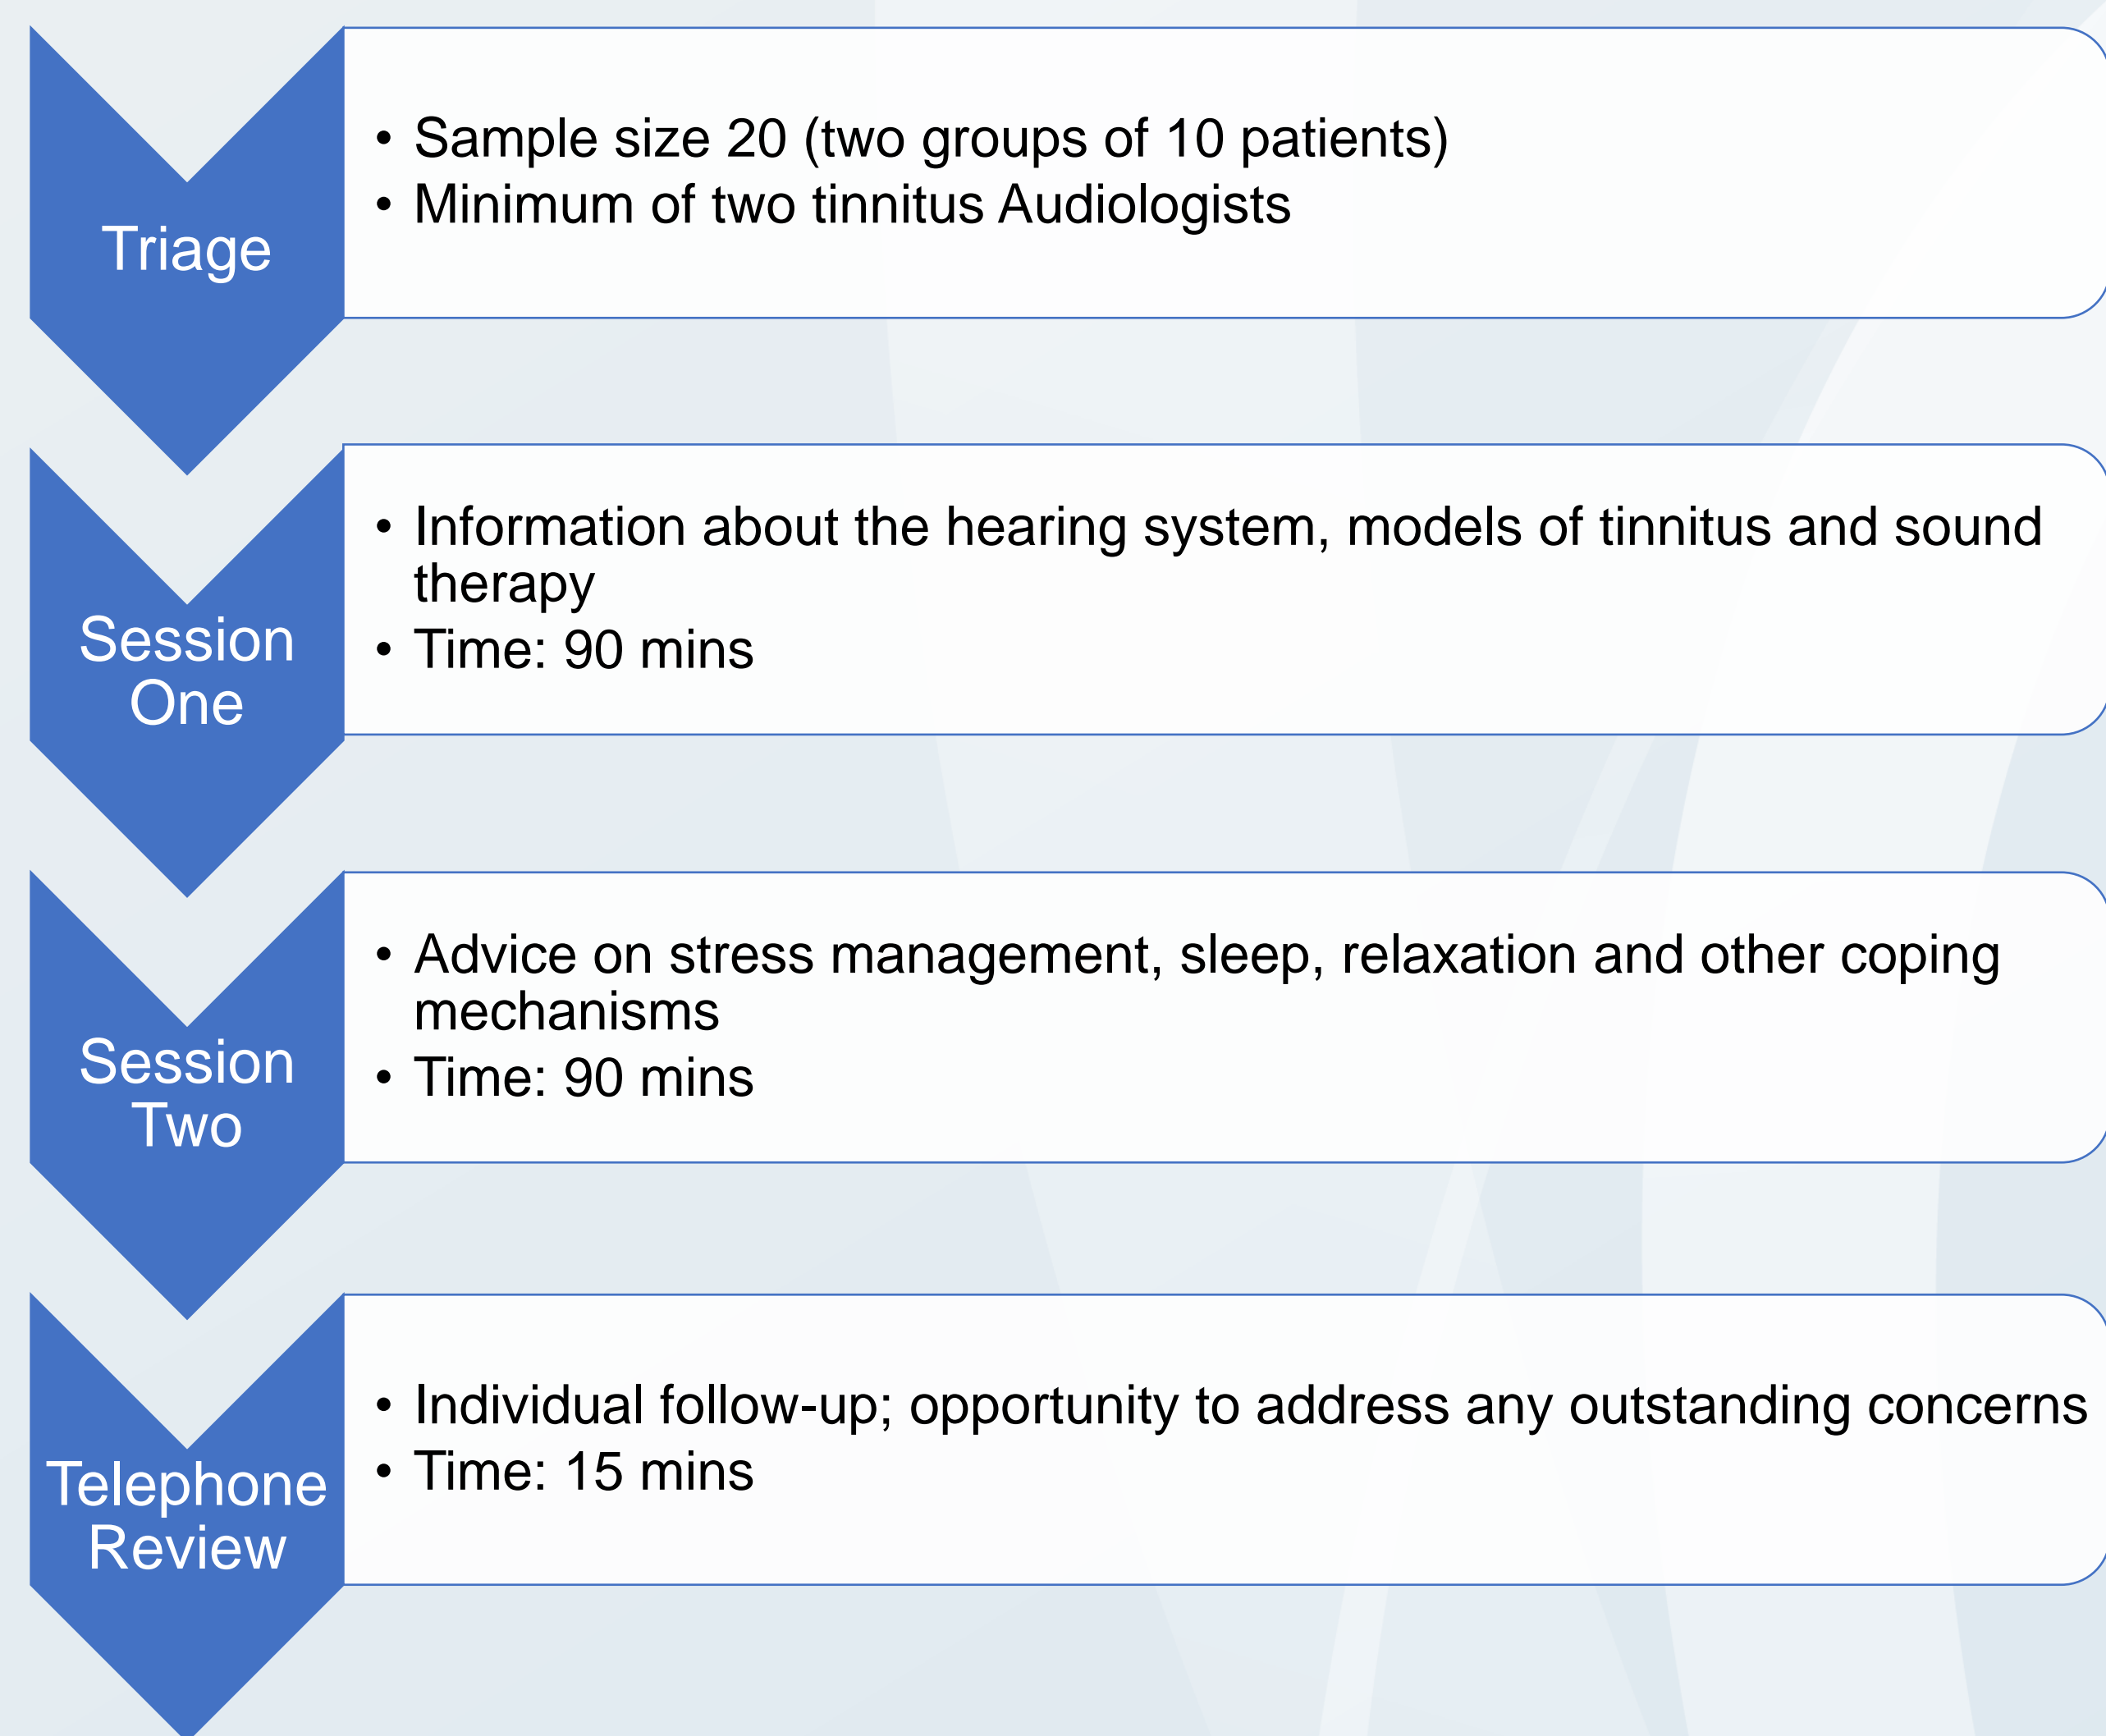 Triage
• Sample size 20 (two groups of 10 patients)
• Minimum of two tinnitus Audiologists
Session
One
• Information about the hearing system, models of tinnitus and sound
therapy
• Time: 90 mins
Session
Two
• Advice on stress management, sleep, relaxation and other coping
mechanisms
• Time: 90 mins
Telephone
Review
• Individual follow-up; opportunity to address any outstanding concerns
• Time: 15 mins